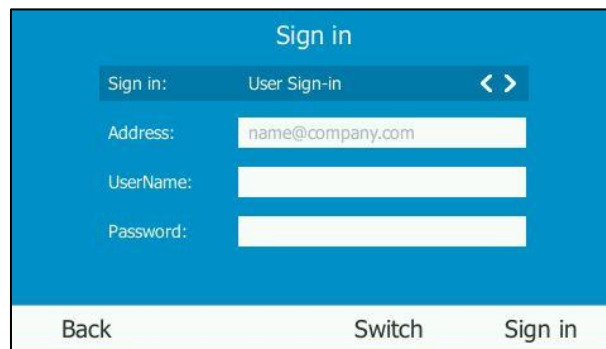 Sign in
Sign in: User Sign-in
Address: name@company.com
UserName:
Password:
Back Switch Sign in